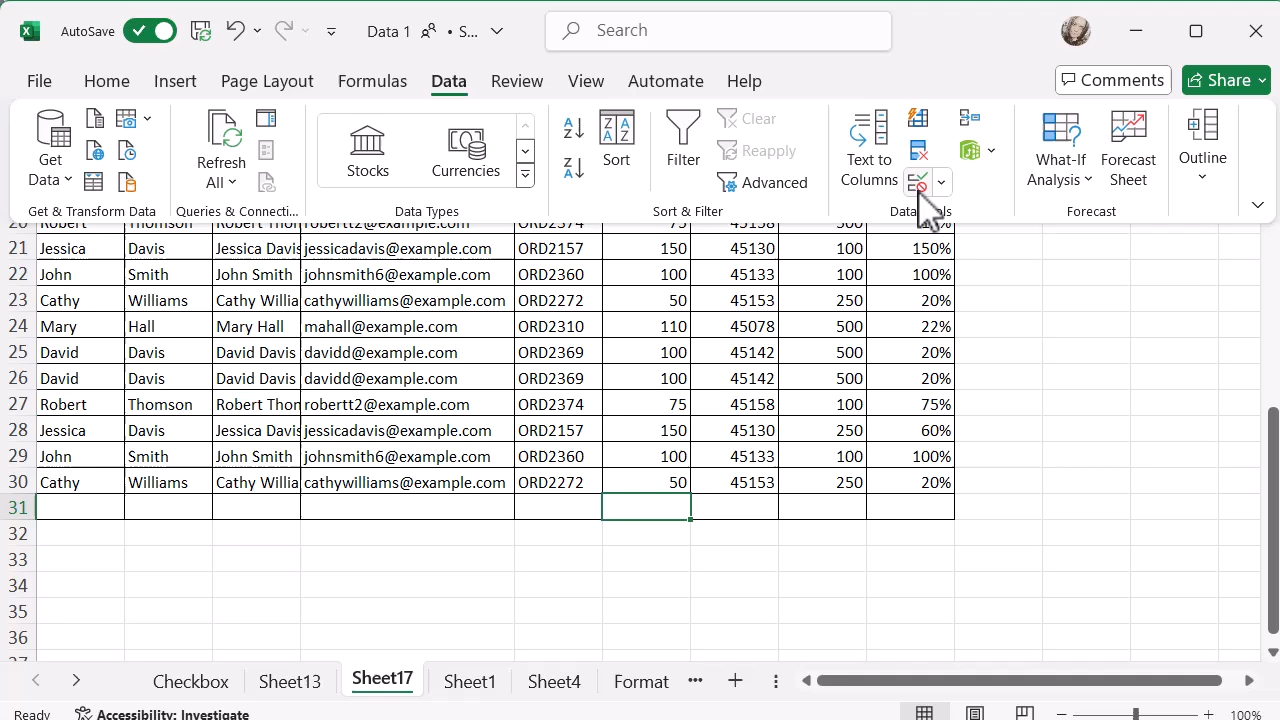 AutoSave Data 1 • S... Search
File Home Insert Page Layout Formulas Data Review View Automate Help Comments Share
Get Data Refresh All Stocks Currencies Sort Filter Clear Reapply Advanced Text to Columns What-If Analysis Forecast Sheet Outline
Get & Transform Data Queries & Connecti... Data Types Sort & Filter Forecast
21 Jessica Davis Jessica Davis jessicadavis@example.com ORD2157 150 45130 100 150%
22 John Smith John Smith johnsmith6@example.com ORD2360 100 45133 100 100%
23 Cathy Williams Cathy Willia cathywilliams@example.com ORD2272 50 45153 250 20%
24 Mary Hall Mary Hall mahall@example.com ORD2310 110 45078 500 22%
25 David Davis David Davis davidd@example.com ORD2369 100 45142 500 20%
26 David Davis David Davis davidd@example.com ORD2369 100 45142 500 20%
27 Robert Thomson Robert Thon robertt2@example.com ORD2374 75 45158 100 75%
28 Jessica Davis Jessica Davis jessicadavis@example.com ORD2157 150 45130 250 60%
29 John Smith John Smith johnsmith6@example.com ORD2360 100 45133 100 100%
30 Cathy Williams Cathy Willia cathywilliams@example.com ORD2272 50 45153 250 20%
31
32
33
34
35
36
Checkbox Sheet13 Sheet17 Sheet1 Sheet4 Format
Ready Accessibility: Investigate 100%